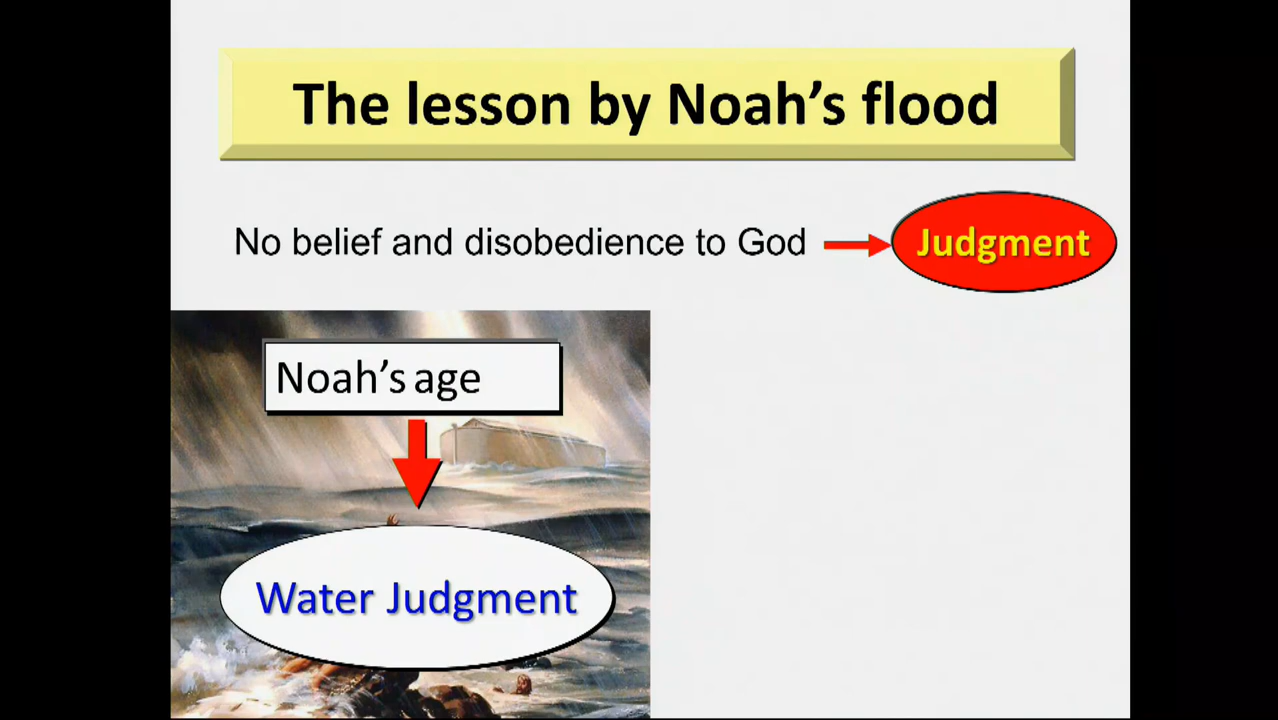 The lesson by Noah’s flood
No belief and disobedience to God
Judgment
Noah’s age
Water Judgment